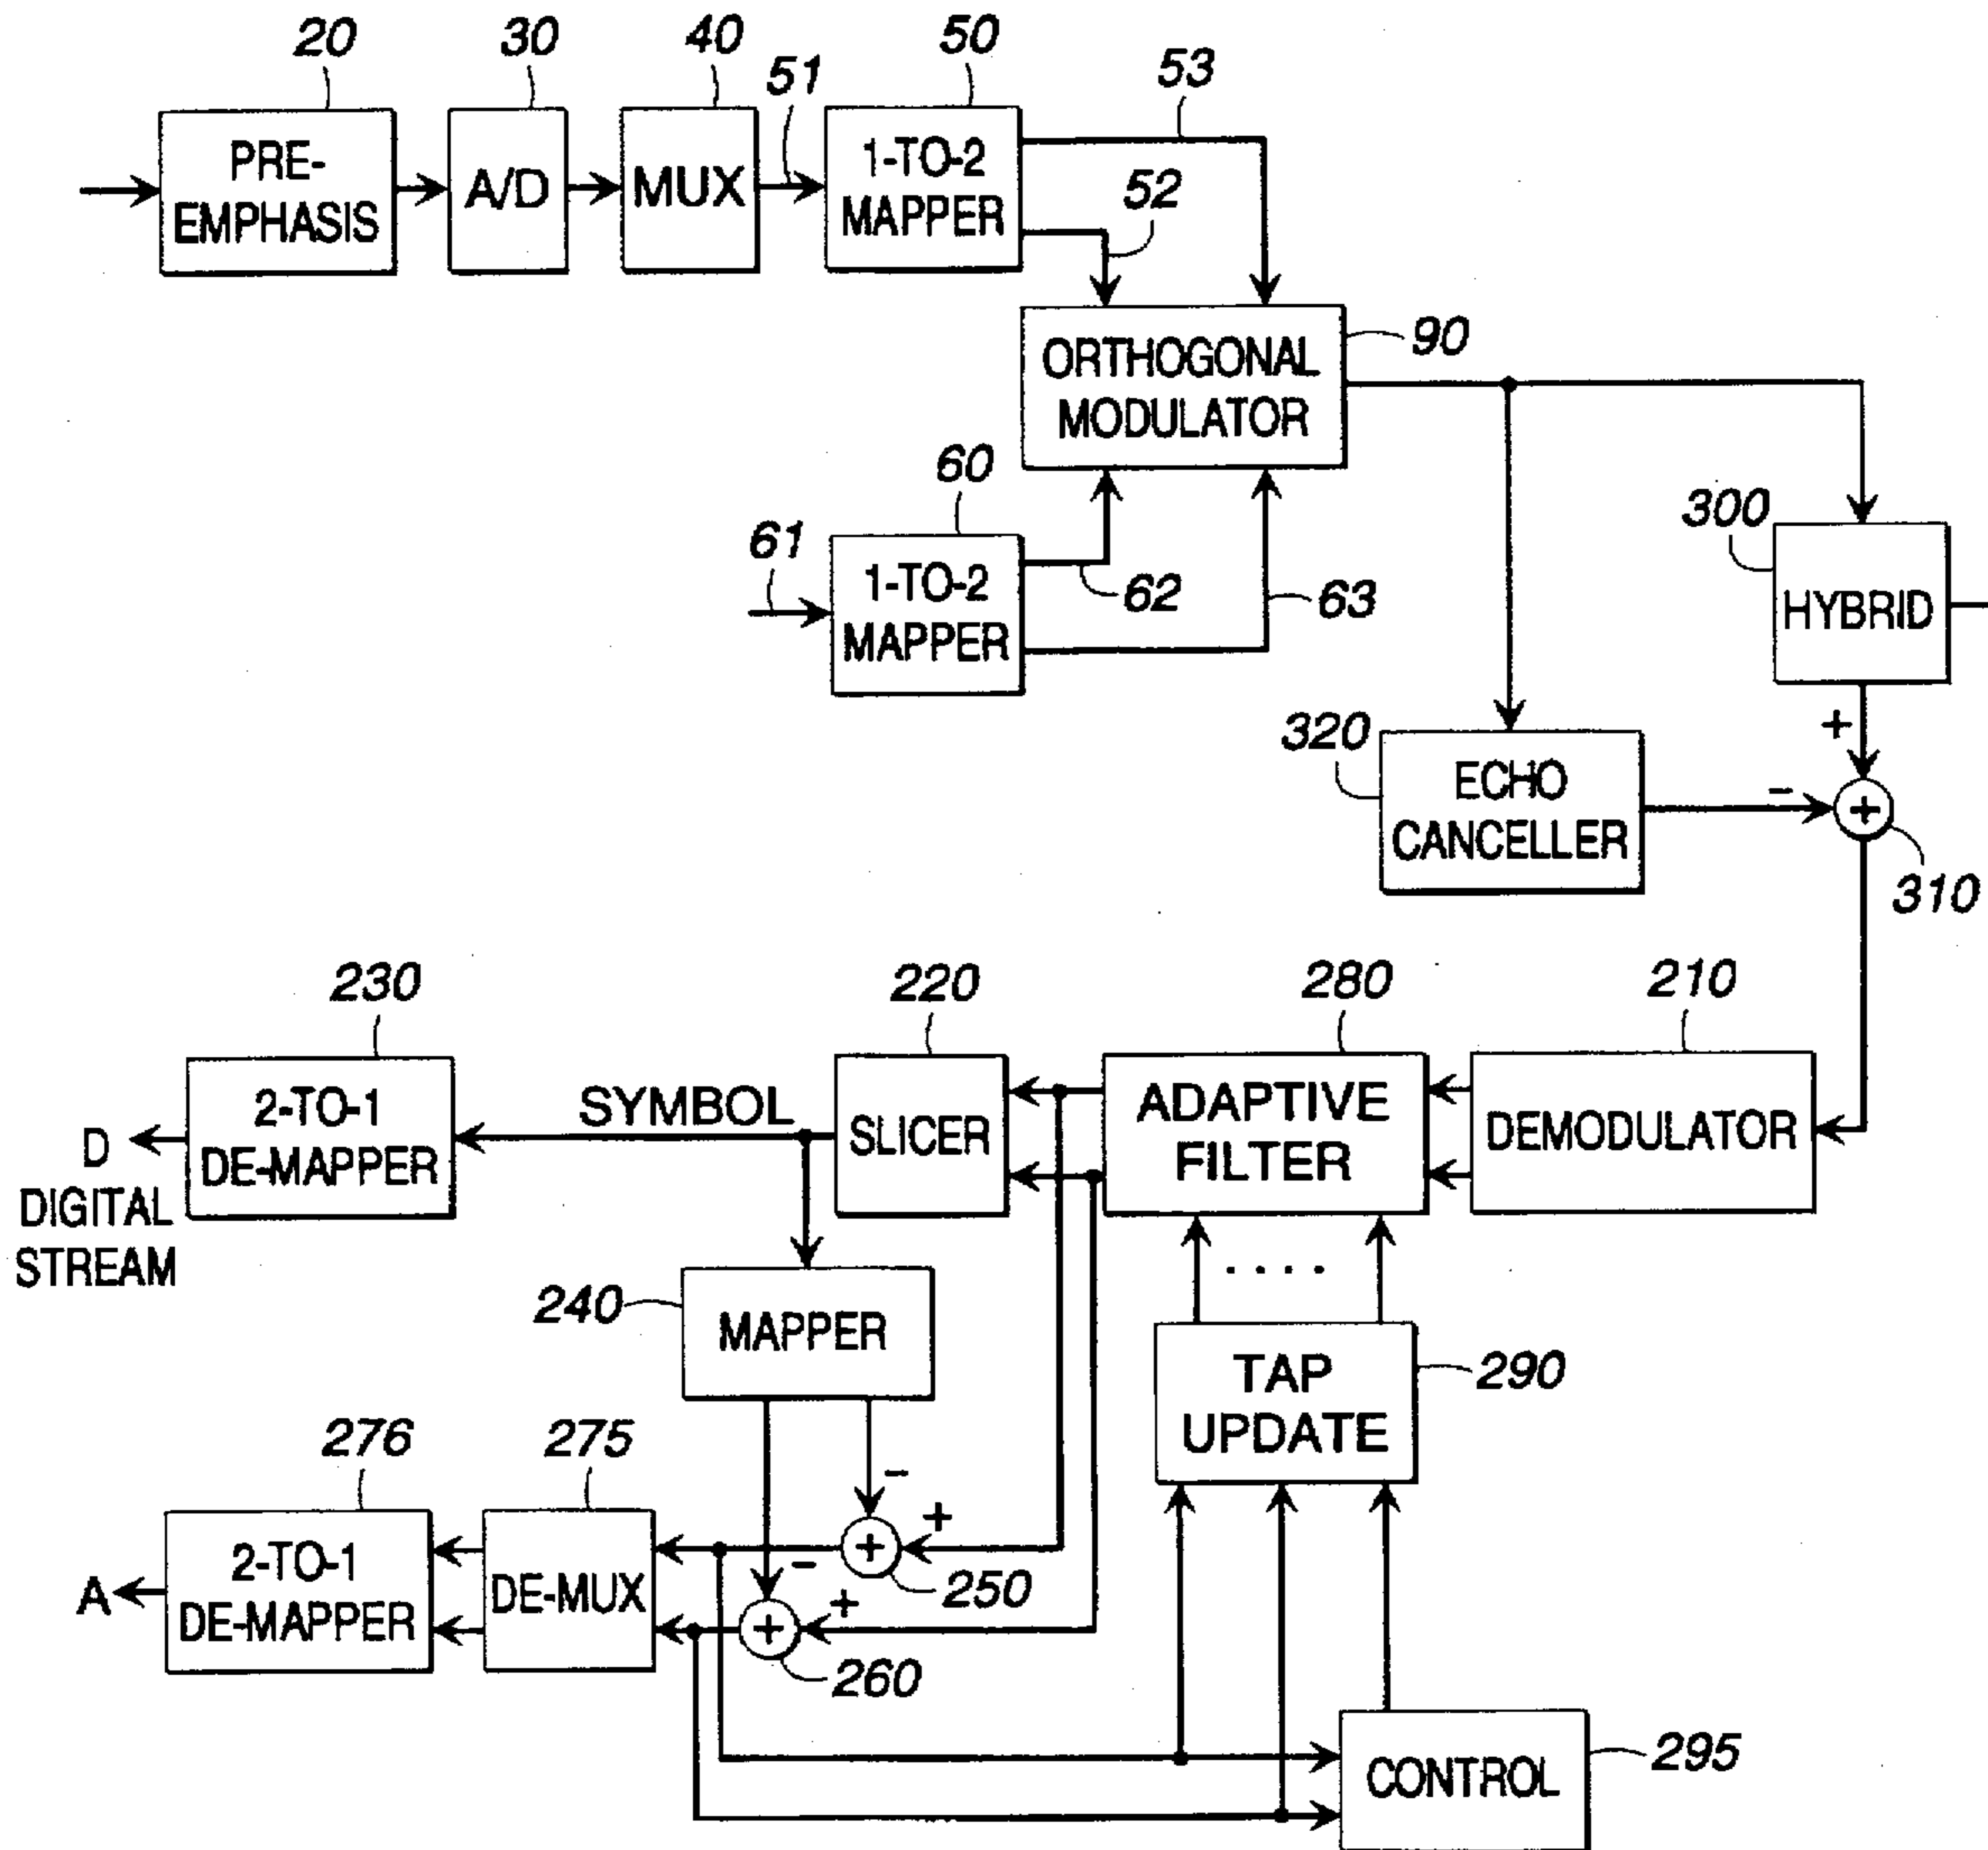 20
30
40
50
51
53
PRE-
EMPHASIS
A/D
MUX
1-TO-2
MAPPER
52
ORTHOGONAL
MODULATOR
90
60
61
1-TO-2
MAPPER
62
63
300
HYBRID
320
ECHO
CANCELLER
+
-
+
310
230
220
280
210
2-TO-1
DE-MAPPER
SYMBOL
SLICER
ADAPTIVE
FILTER
DEMODULATOR
D
DIGITAL
STREAM
240
MAPPER
....
TAP
UPDATE
290
276
275
-
+
+
250
2-TO-1
DE-MAPPER
DE-MUX
A
-
+
+
260
CONTROL
295